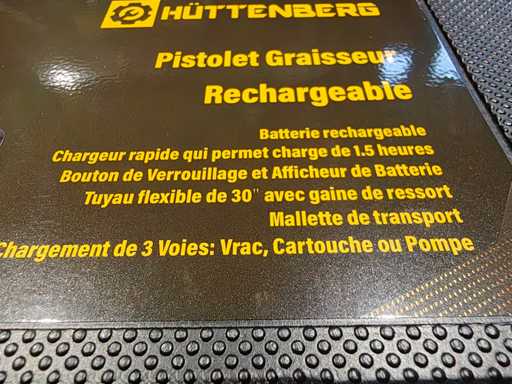 HÜTTENBERG
Pistolet Graisseur
Rechargeable
Batterie rechargeable
Chargeur rapide qui permet charge de 1.5 heures
Bouton de Verrouillage et Afficheur de Batterie
Tuyau flexible de 30" avec gaine de ressort
Mallette de transport
Chargement de 3 Voies: Vrac, Cartouche ou Pompe